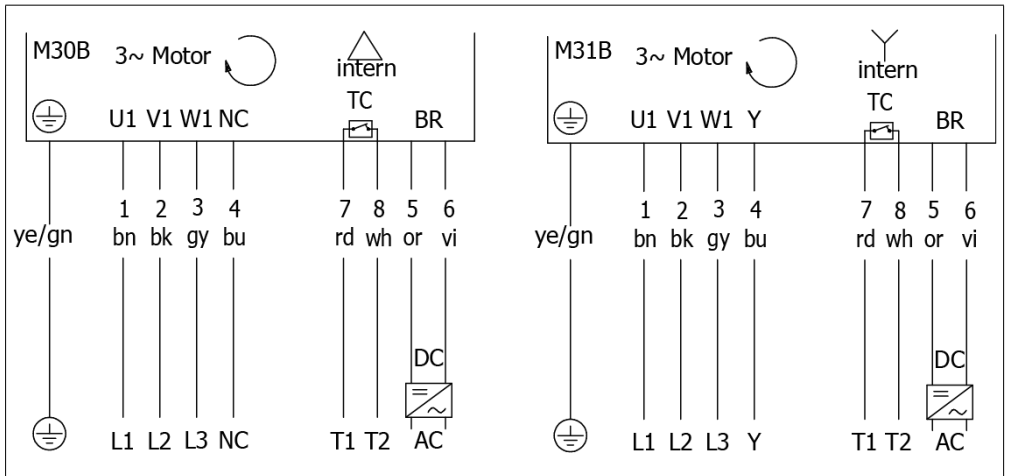 M30B 3~ Motor intern
TC
U1 V1 W1 NC BR
1 2 3 4 7 8 5 6
ye/gn bn bk gy bu rd wh or vi
DC
L1 L2 L3 NC T1 T2 AC
M31B 3~ Motor intern
TC
U1 V1 W1 Y BR
1 2 3 4 7 8 5 6
ye/gn bn bk gy bu rd wh or vi
DC
L1 L2 L3 Y T1 T2 AC